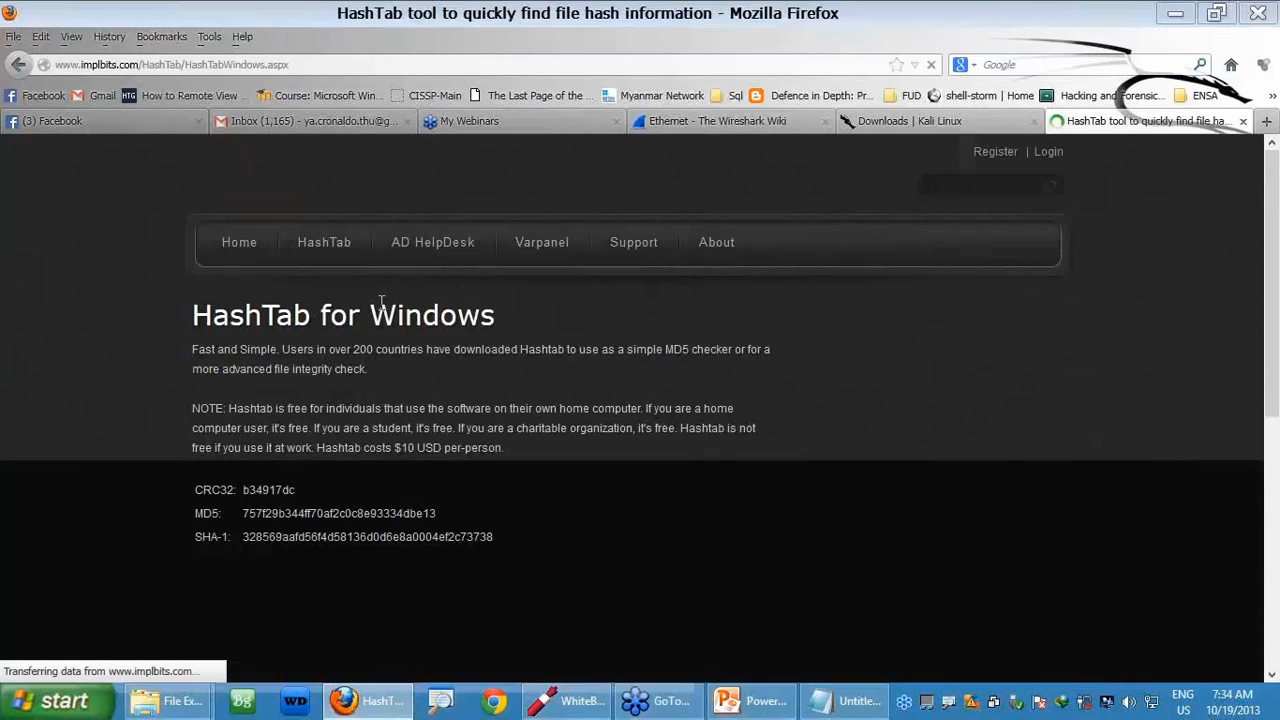 HashTab tool to quickly find file hash information - Mozilla Firefox
File Edit View History Bookmarks Tools Help
www.implbits.com/HashTab/HashTabWindows.aspx
Google
Facebook Gmail How to Remote View ... Course: Microsoft Win... CIS-Main Last Page of the ... Myanmar Network Sql Defence in Depth: Pr... FUD shell-storm | Home Hacking and Forensic... ENSA »
(3) Facebook
Inbox (1,165) - ya.cronaldo.thu@g...
My Webinars
Ethernet - The Wireshark Wiki
Downloads | Kali Linux
HashTab tool to quickly find file ha...
Register | Login
Home HashTab AD HelpDesk Varpanel Support About
HashTab for Windows
Fast and Simple. Users in over 200 countries have downloaded Hashtab to use as a simple MD5 checker or for a
more advanced file integrity check.
NOTE: Hashtab is free for individuals that use the software on their own home computer. If you are a home
computer user, it's free. If you are a student, it's free. If you are a charitable organization, it's free. Hashtab is not
free if you use it at work. Hashtab costs $10 USD per-person.
CRC32: b34917dc
MD5: 757f29b344ff70af2c0c8e93334dbe13
SHA-1: 328569aafd56f4d58136d0d6e8a0004ef2c73738
Transferring data from www.implbits.com...
start File Ex... WD HashT... WhiteB... GoTo... Power... Untitle...
ENG 7:34 AM
US 10/19/2013